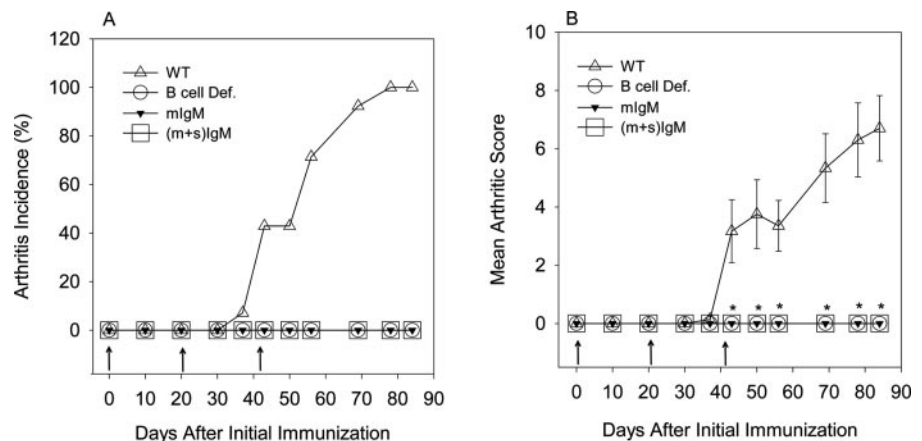 A
120
100
80
60
40
20
0
WT
B cell Def.
mIgM
(m+s)IgM
Arthritis Incidence (%)
0 10 20 30 40 50 60 70 80 90
Days After Initial Immunization
B
10
8
6
4
2
0
WT
B cell Def.
mIgM
(m+s)IgM
Mean Arthritic Score
* * * * * *
0 10 20 30 40 50 60 70 80 90
Days After Initial Immunization